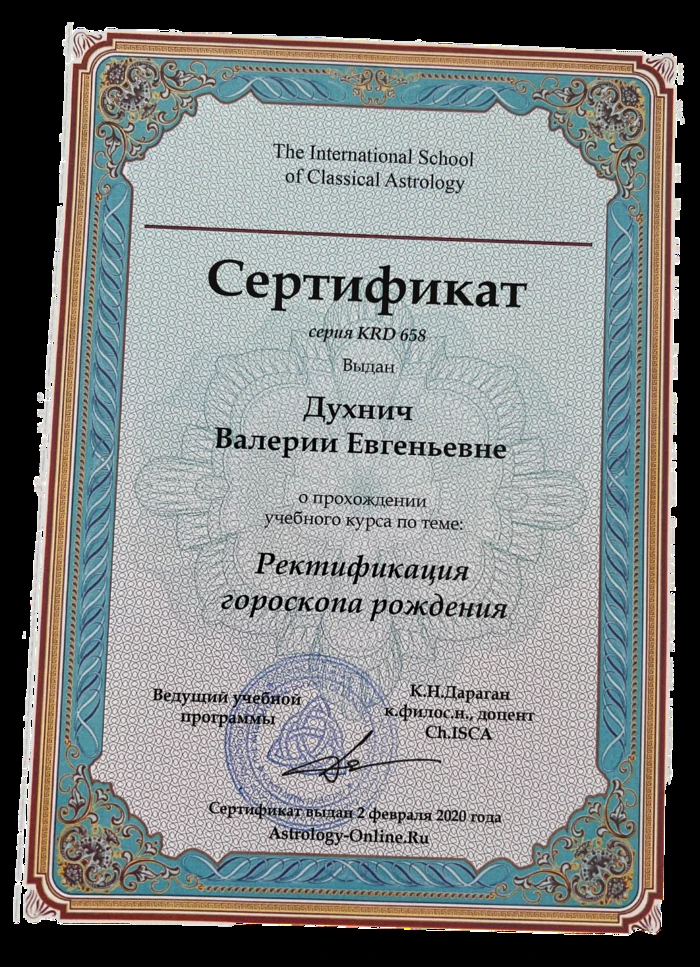 The International School
of Classical Astrology
Сертификат
серия KRD 658
Выдан
Духнич
Валерии Евгеньевне
о прохождении
учебного курса по теме:
Ректификация
гороскопа рождения
Ведущий учебной
программы
К.Н.Дараган
к.филос.н., доцент
Ch.ISCA
Сертификат выдан 2 февраля 2020 года
Astrology-Online.Ru